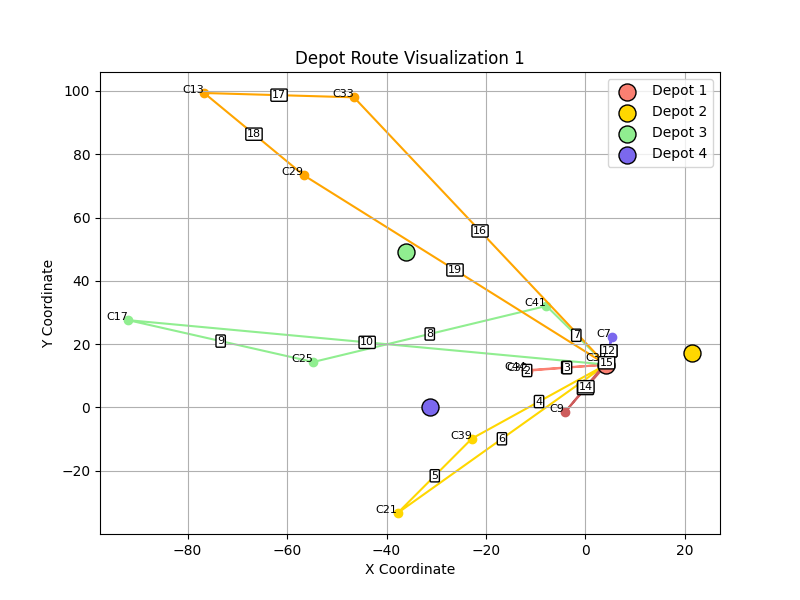 Depot Route Visualization 1
Depot 1
Depot 2
Depot 3
Depot 4
Y Coordinate
100
80
60
40
20
0
−20
−80
−60
−40
−20
0
20
X Coordinate
C13
17
C33
18
C29
16
19
C41
7
C17
8
C7
9
10
12
C25
15
2
3
C9
14
4
C39
6
5
C21